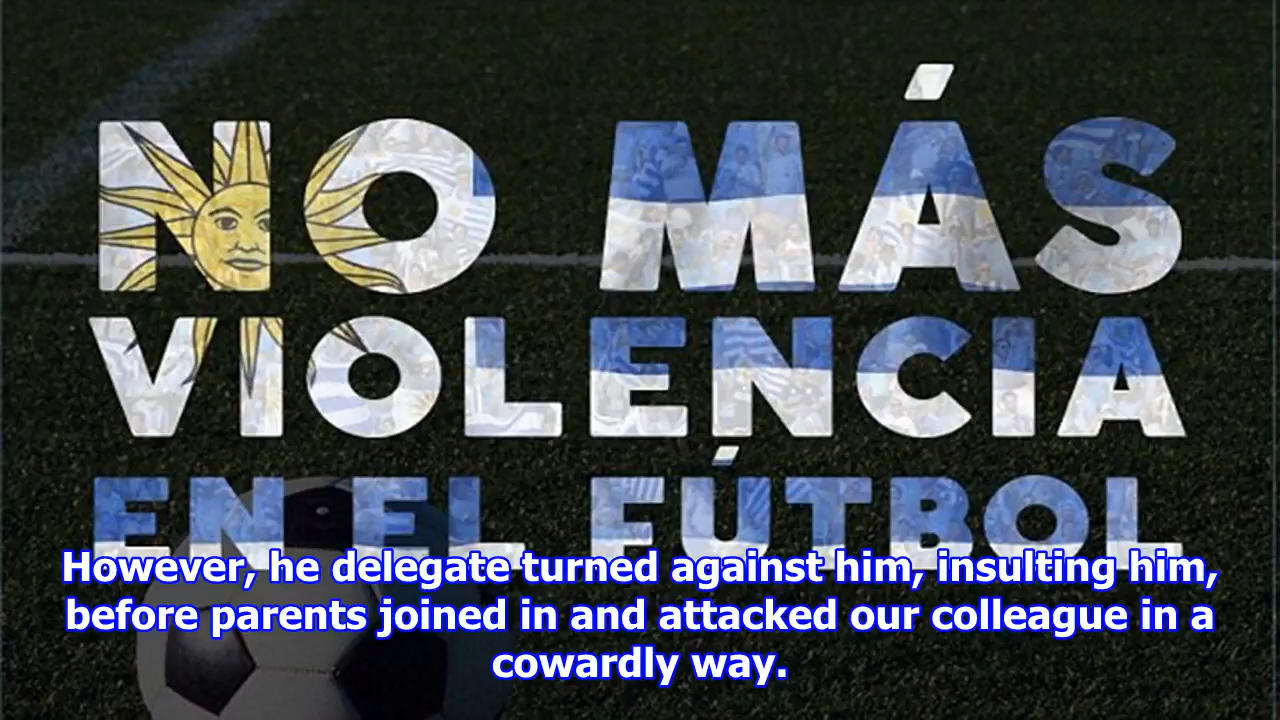 NO MÁS
VIOLENCIA
EN EL FÚTBOL
However, he delegate turned against him, insulting him,
before parents joined in and attacked our colleague in a
cowardly way.